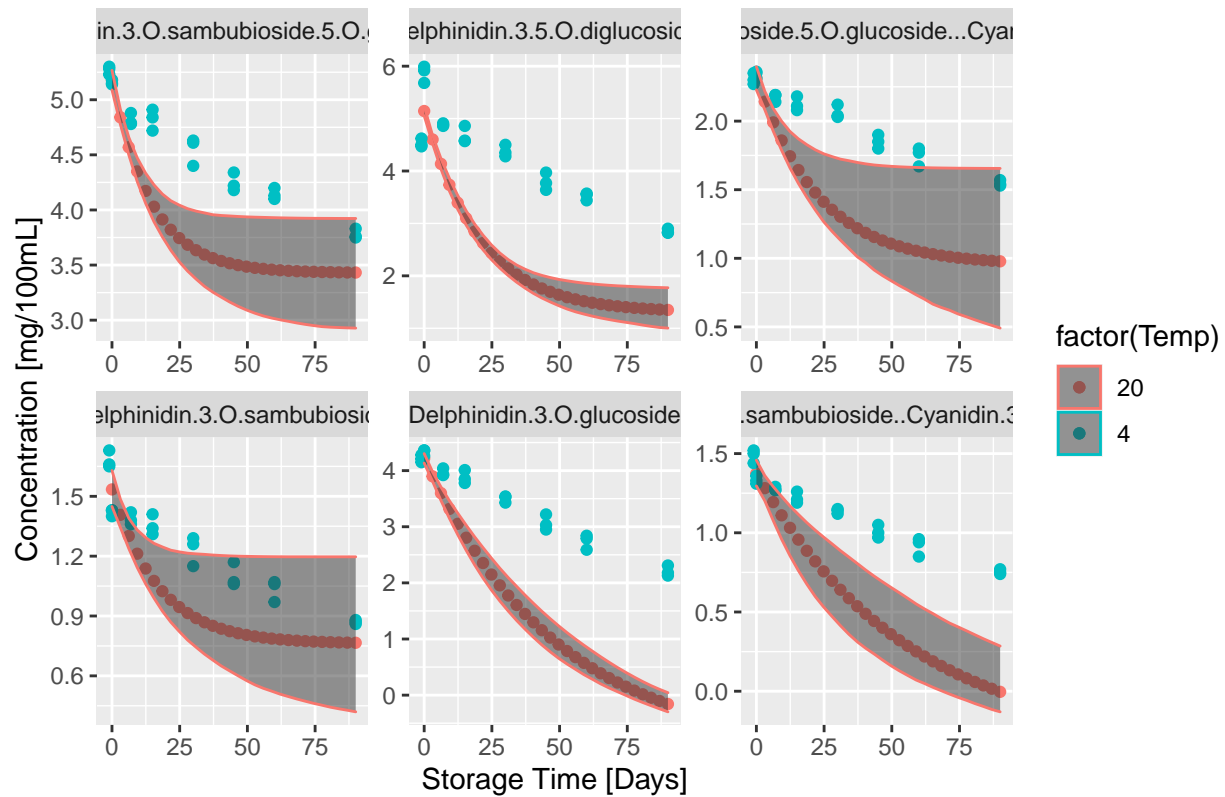 in.3.O.sambubioside.5.O.g
elphinidin.3.5.O.diglucosid
oside.5.O.glucoside...Cyan
5.0
4.5
4.0
3.5
3.0
0 25 50 75
6
4
2
0 25 50 75
2.0
1.5
1.0
0.5
0 25 50 75
elphinidin.3.O.sambubiosid
Delphinidin.3.O.glucoside
.sambubioside..Cyanidin.3
1.5
1.2
0.9
0.6
0 25 50 75
4
3
2
1
0
0 25 50 75
1.5
1.0
0.5
0.0
0 25 50 75
Concentration [mg/100mL]
Storage Time [Days]
factor(Temp)
20
4